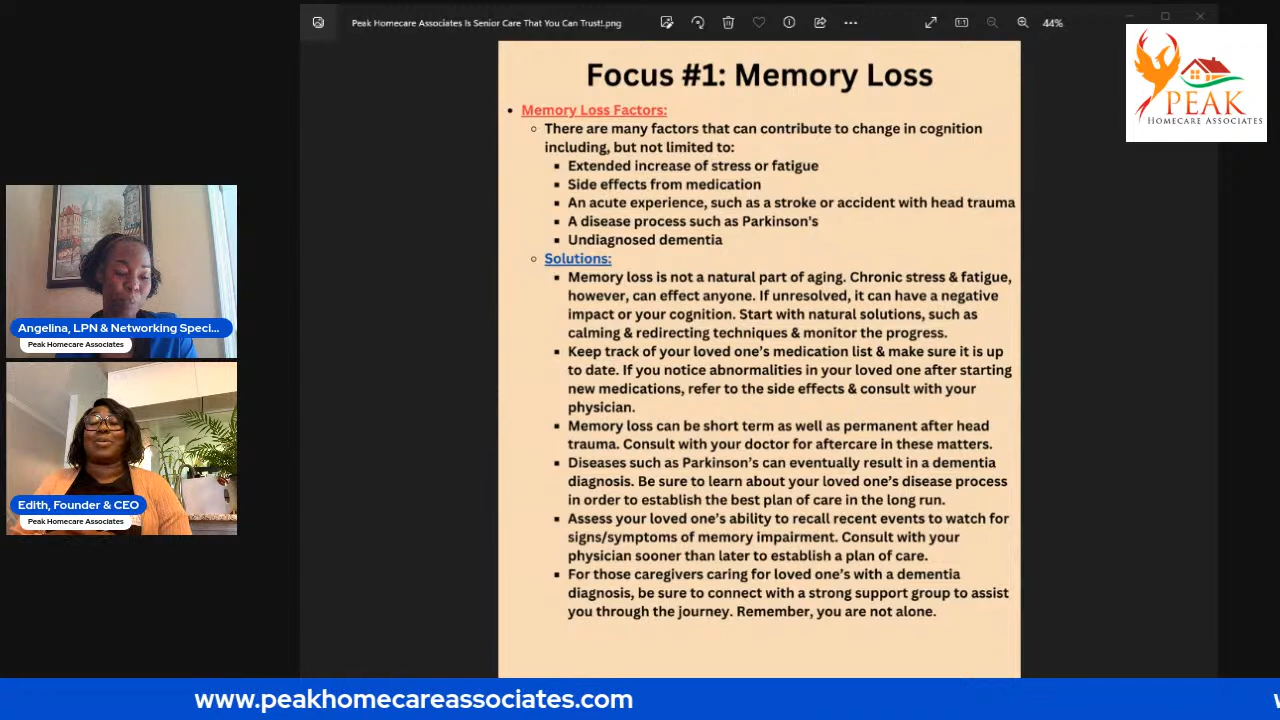 Peak Homecare Associates Is Senior Care That You Can Trust!.png
44%
PEAK
HOMECARE ASSOCIATES
Focus #1: Memory Loss
Memory Loss Factors:
There are many factors that can contribute to change in cognition
including, but not limited to:
Extended increase of stress or fatigue
Side effects from medication
An acute experience, such as a stroke or accident with head trauma
A disease process such as Parkinson's
Undiagnosed dementia
Solutions:
Memory loss is not a natural part of aging. Chronic stress & fatigue,
however, can effect anyone. If unresolved, it can have a negative
impact or your cognition. Start with natural solutions, such as
calming & redirecting techniques & monitor the progress.
Keep track of your loved one's medication list & make sure it is up
to date. If you notice abnormalities in your loved one after starting
new medications, refer to the side effects & consult with your
physician.
Memory loss can be short term as well as permanent after head
trauma. Consult with your doctor for aftercare in these matters.
Diseases such as Parkinson's can eventually result in a dementia
diagnosis. Be sure to learn about your loved one's disease process
in order to establish the best plan of care in the long run.
Assess your loved one's ability to recall recent events to watch for
signs/symptoms of memory impairment. Consult with your
physician sooner than later to establish a plan of care.
For those caregivers caring for loved one's with a dementia
diagnosis, be sure to connect with a strong support group to assist
you through the journey. Remember, you are not alone.
Angelina, LPN & Networking Speci...
Peak Homecare Associates
Edith, Founder & CEO
Peak Homecare Associates
www.peakhomecareassociates.com